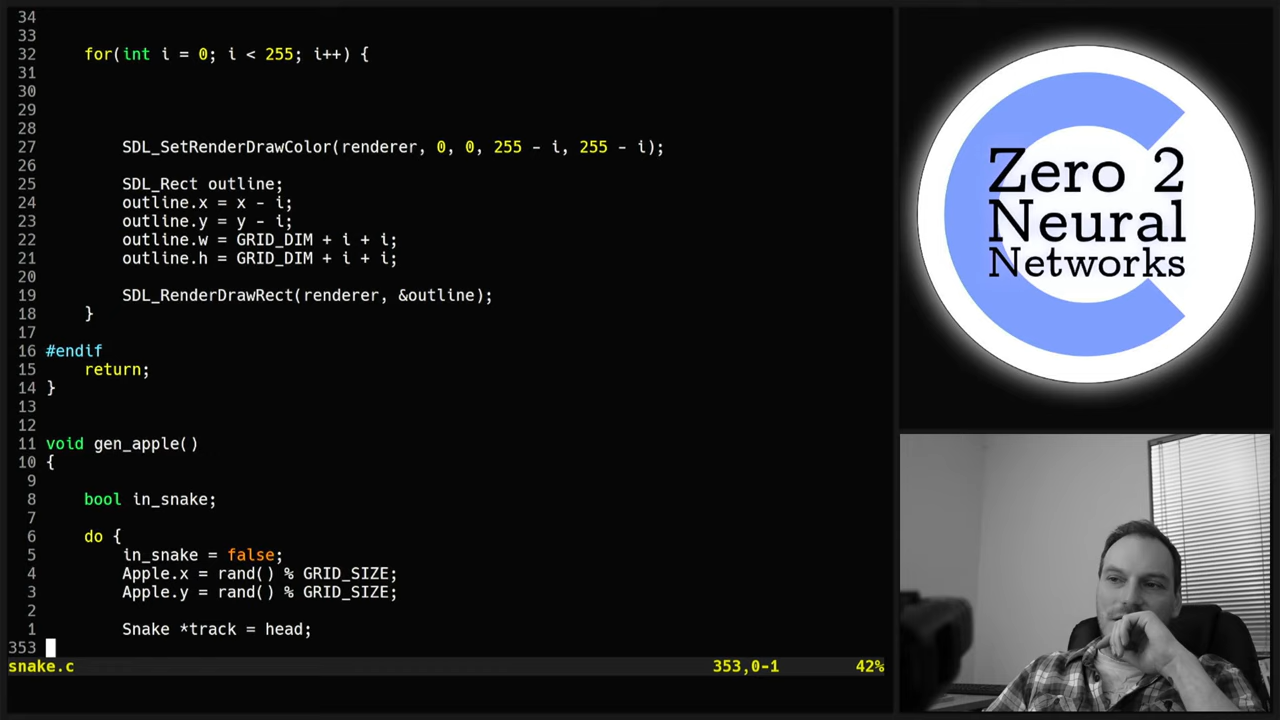 34
33
32     for(int i = 0; i < 255; i++) {
31
30
29
28
27         SDL_SetRenderDrawColor(renderer, 0, 0, 255 - i, 255 - i);
26
25         SDL_Rect outline;
24         outline.x = x - i;
23         outline.y = y - i;
22         outline.w = GRID_DIM + i + i;
21         outline.h = GRID_DIM + i + i;
20
19         SDL_RenderDrawRect(renderer, &outline);
18     }
17
16 #endif
15     return;
14 }
13
12
11 void gen_apple()
10 {
9
8     bool in_snake;
7
6     do {
5         in_snake = false;
4         Apple.x = rand() % GRID_SIZE;
3         Apple.y = rand() % GRID_SIZE;
2
1         Snake *track = head;
353
snake.c 353,0-1 42%
Zero 2
Neural
Networks